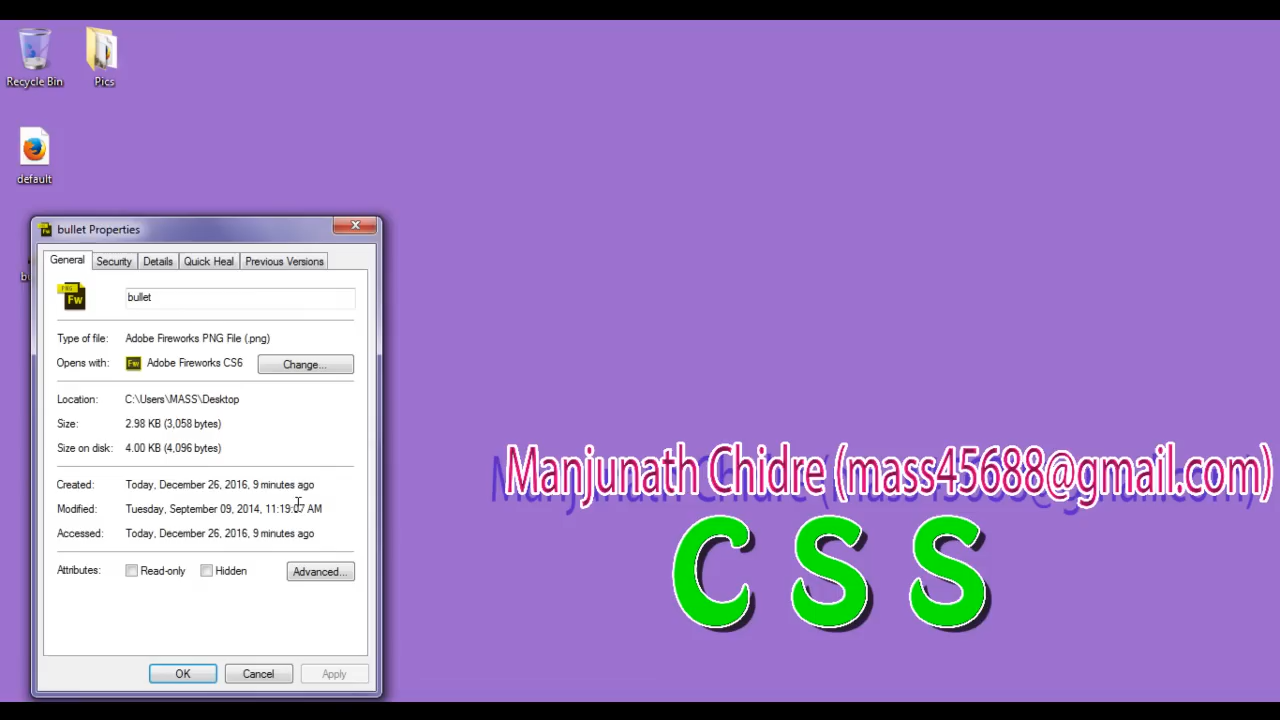 Recycle Bin
Pics
default
bullet Properties
General
Security
Details
Quick Heal
Previous Versions
PNG
Fw
bullet
Type of file: Adobe Fireworks PNG File (.png)
Opens with: Fw Adobe Fireworks CS6 Change...
Location: C:\Users\MASS\Desktop
Size: 2.98 KB (3,058 bytes)
Size on disk: 4.00 KB (4,096 bytes)
Created: Today, December 26, 2016, 9 minutes ago
Modified: Tuesday, September 09, 2014, 11:19:07 AM
Accessed: Today, December 26, 2016, 9 minutes ago
Attributes: Read-only Hidden Advanced...
OK Cancel Apply
Manjunath Chidre (mass45688@gmail.com)
CSS